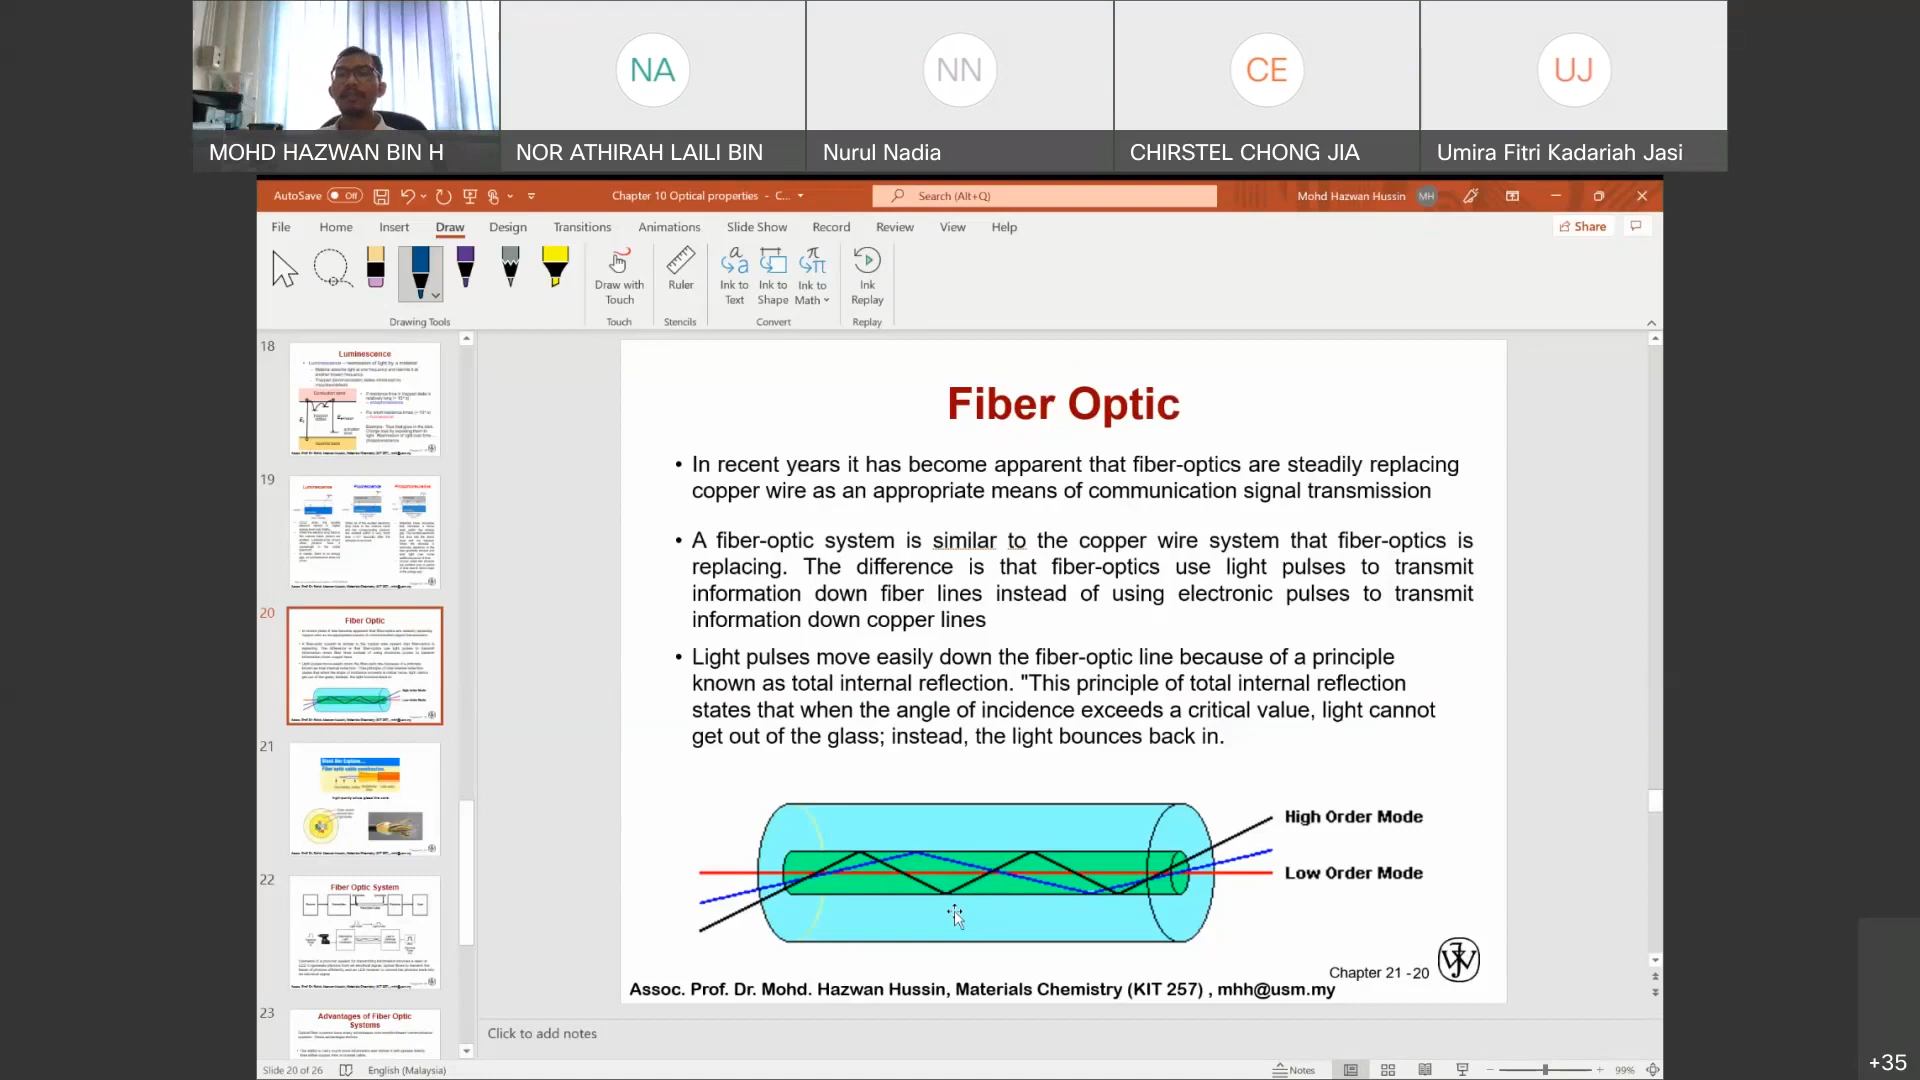 NA
NN
CE
UJ
MOHD HAZWAN BIN H
NOR ATHIRAH LAILI BIN
Nurul Nadia
CHIRSTEL CHONG JIA
Umira Fitri Kadariah Jasi
AutoSave Off
Chapter 10 Optical properties - C...
Search (Alt+Q)
Mohd Hazwan Hussin MH
File Home Insert Draw Design Transitions Animations Slide Show Record Review View Help
Share
Draw with Touch
Ruler
Ink to Text
Ink to Shape
Ink to Math
Ink Replay
Drawing Tools
Touch
Stencils
Convert
Replay
18
Luminescence
19
20
Fiber Optic
21
22
Fiber Optic System
23
Advantages of Fiber Optic
Systems
Fiber Optic
• In recent years it has become apparent that fiber-optics are steadily replacing
copper wire as an appropriate means of communication signal transmission
• A fiber-optic system is similar to the copper wire system that fiber-optics is
replacing. The difference is that fiber-optics use light pulses to transmit
information down fiber lines instead of using electronic pulses to transmit
information down copper lines
• Light pulses move easily down the fiber-optic line because of a principle
known as total internal reflection. "This principle of total internal reflection
states that when the angle of incidence exceeds a critical value, light cannot
get out of the glass; instead, the light bounces back in.
High Order Mode
Low Order Mode
Chapter 21 - 20
Assoc. Prof. Dr. Mohd. Hazwan Hussin, Materials Chemistry (KIT 257) , mhh@usm.my
Click to add notes
Slide 20 of 26
English (Malaysia)
Notes
99%
+35